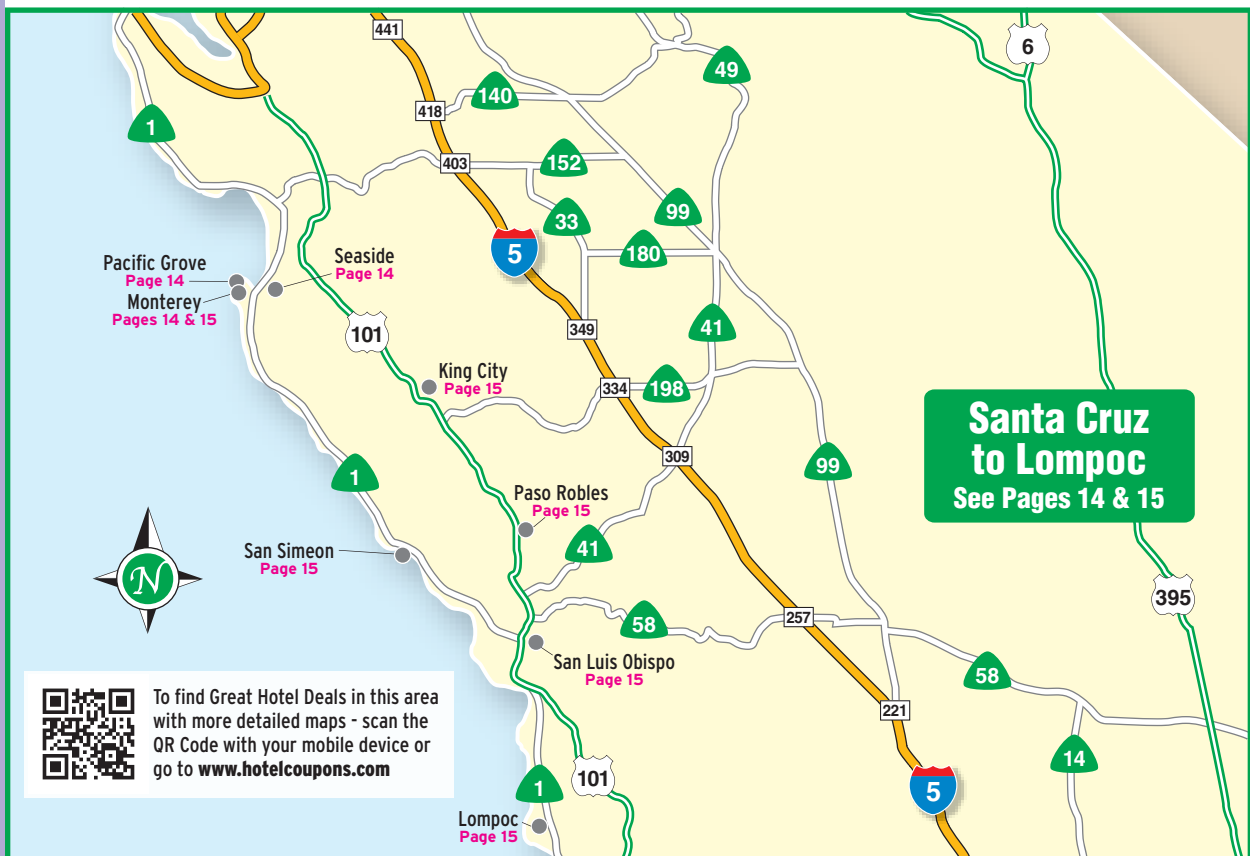 441
6
49
140
418
1
403
152
99
33
5
180
Pacific Grove
Page 14
Seaside
Page 14
Monterey
Pages 14 & 15
101
349
41
King City
Page 15
334
198
Santa Cruz
to Lompoc
See Pages 14 & 15
309
99
1
Paso Robles
Page 15
41
San Simeon
Page 15
N
395
257
58
San Luis Obispo
Page 15
58
To find Great Hotel Deals in this area
with more detailed maps - scan the
QR Code with your mobile device or
go to www.hotelcoupons.com
221
14
101
1
5
Lompoc
Page 15